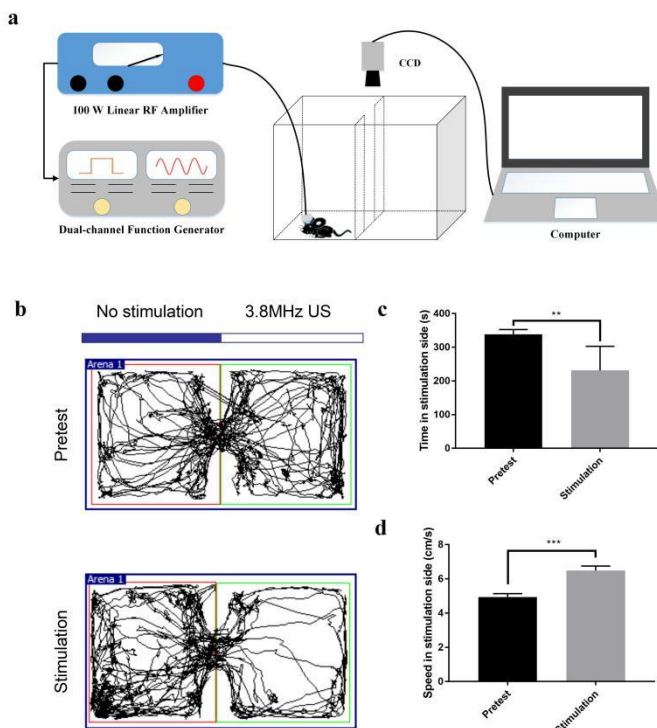 a
CCD
100 W Linear RF Amplifier
Dual-channel Function Generator
Computer
b
No stimulation 3.8MHz US
Pretest
Arena 1
Stimulation
Arena 1
c
Time in stimulation side (s)
400
300
200
100
0
**
Pretest
Stimulation
d
Speed in stimulation side (cm/s)
8
6
4
2
0
***
Pretest
Stimulation